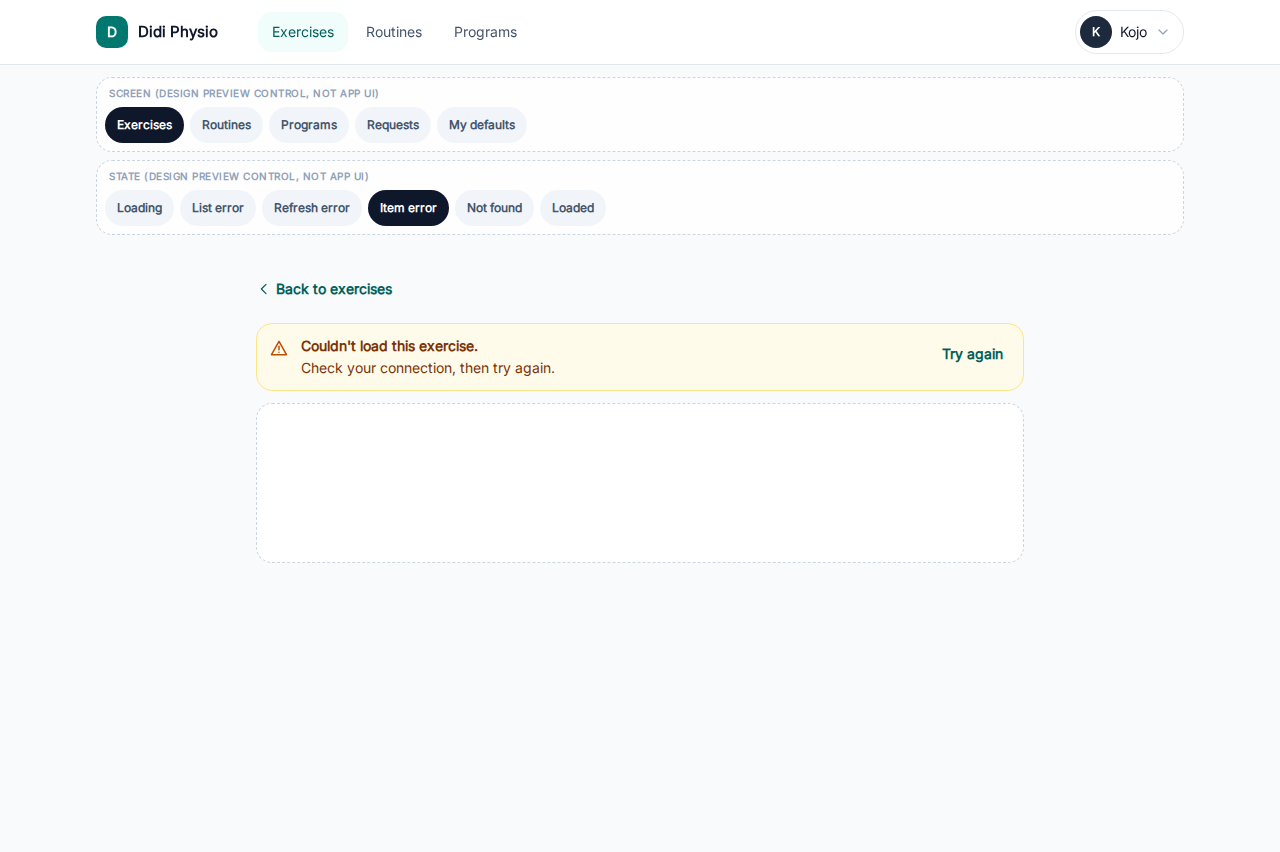 D Didi Physio Exercises Routines Programs K Kojo
SCREEN (DESIGN PREVIEW CONTROL, NOT APP UI)
Exercises Routines Programs Requests My defaults
STATE (DESIGN PREVIEW CONTROL, NOT APP UI)
Loading List error Refresh error Item error Not found Loaded
Back to exercises
Couldn't load this exercise.
Check your connection, then try again.
Try again